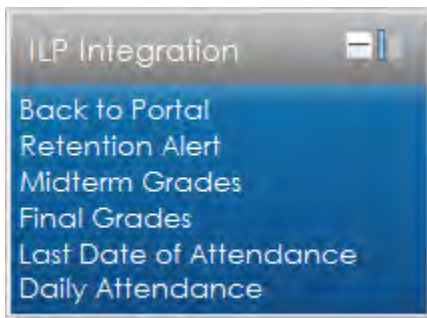 ILP Integration
Back to Portal
Retention Alert
Midterm Grades
Final Grades
Last Date of Attendance
Daily Attendance